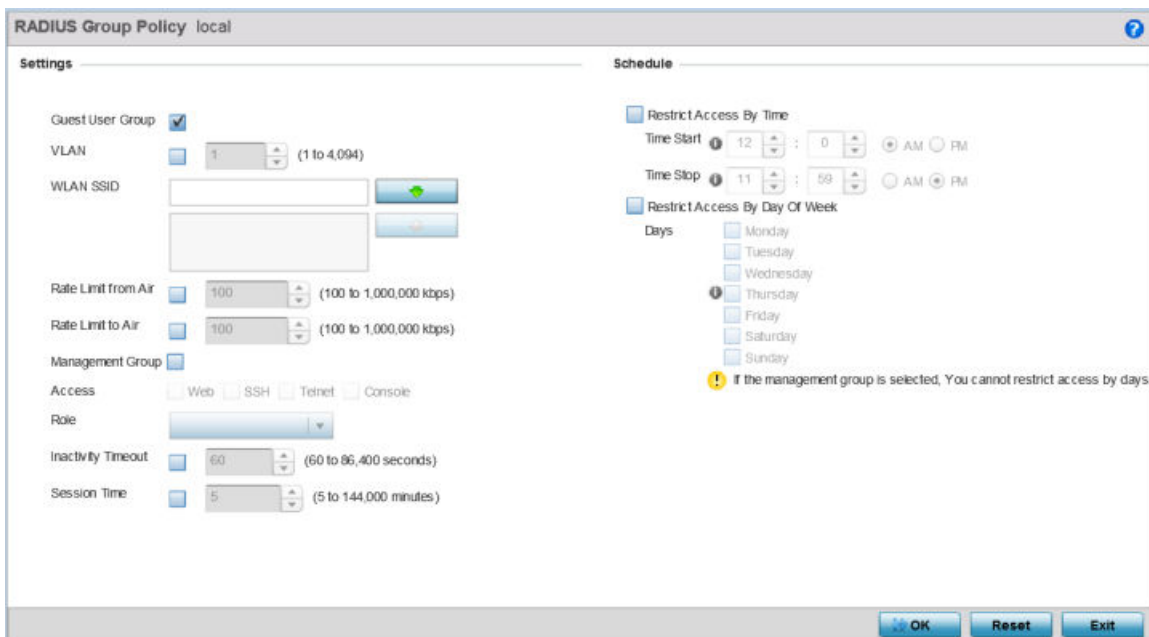 RADIUS Group Policy local
?
Settings
Guest User Group
VLAN 1 (1 to 4,094)
WLAN SSID
Rate Limit from Air 100 (100 to 1,000,000 kbps)
Rate Limit to Air 100 (100 to 1,000,000 kbps)
Management Group
Access Web SSH Telnet Console
Role
Inactivity Timeout 60 (60 to 86,400 seconds)
Session Time 5 (5 to 144,000 minutes)
Schedule
Restrict Access By Time
Time Start 12 : 0 AM PM
Time Stop 11 : 59 AM PM
Restrict Access By Day Of Week
Days Monday
Tuesday
Wednesday
Thursday
Friday
Saturday
Sunday
! If the management group is selected, You cannot restrict access by days
OK Reset Exit